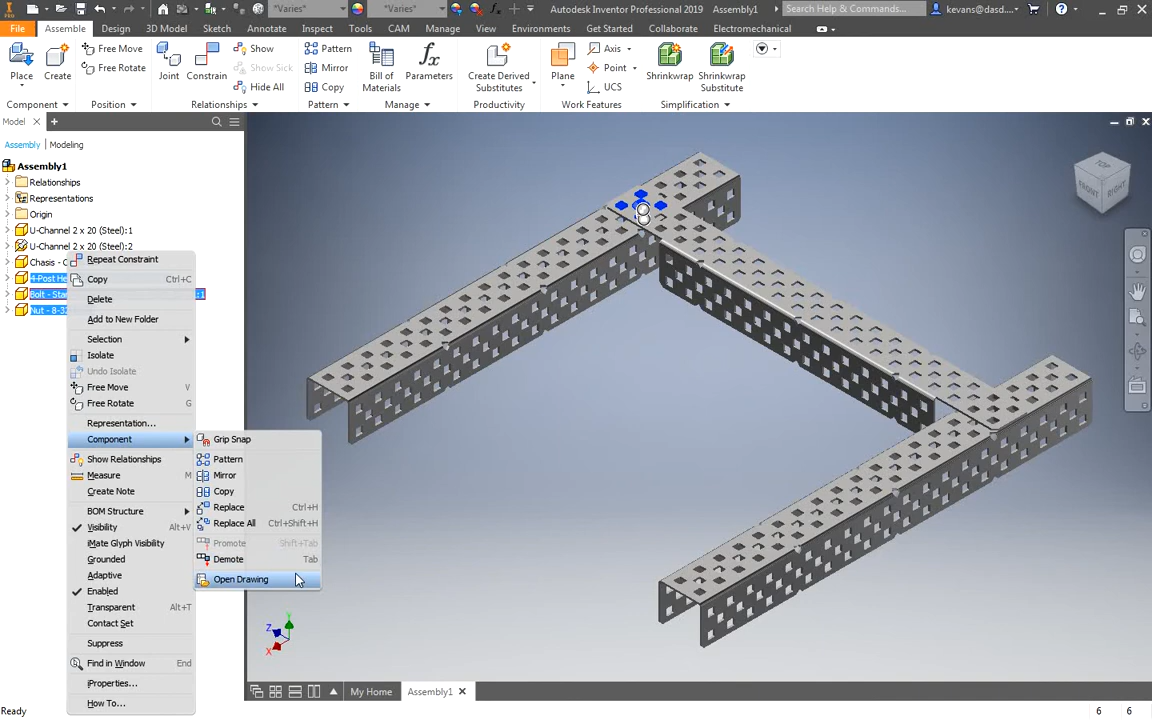 PRO
*Varies*
*Varies*
Autodesk Inventor Professional 2019 Assembly1
Search Help & Commands...
kevans@dasd....
File Assemble Design 3D Model Sketch Annotate Inspect Tools CAM Manage View Environments Get Started Collaborate Electromechanical
Place
Create
Free Move
Free Rotate
Joint
Constrain
Show
Show Sick
Hide All
Pattern
Mirror
Copy
Bill of
Materials
fx
Parameters
Create Derived
Substitutes
Plane
Axis
Point
UCS
Shrinkwrap
Shrinkwrap
Substitute
Component Position Relationships Pattern Manage Productivity Work Features Simplification
Model
Assembly Modeling
Assembly1
Relationships
Representations
Origin
U-Channel 2 x 20 (Steel):1
U-Channel 2 x 20 (Steel):2
Chasis - C
4-Post He
Bolt - Sta
:1
Nut - 8-32
Repeat Constraint
Copy Ctrl+C
Delete
Add to New Folder
Selection
Isolate
Undo Isolate
Free Move V
Free Rotate G
Representation...
Component
Show Relationships
Measure M
Create Note
BOM Structure
Visibility Alt+V
iMate Glyph Visibility
Grounded
Adaptive
Enabled
Transparent Alt+T
Contact Set
Suppress
Find in Window End
iProperties...
How To...
Grip Snap
Pattern
Mirror
Copy
Replace Ctrl+H
Replace All Ctrl+Shift+H
Promote Shift+Tab
Demote Tab
Open Drawing
TOP
FRONT
RIGHT
Y
Z
X
My Home Assembly1
Ready
6 6